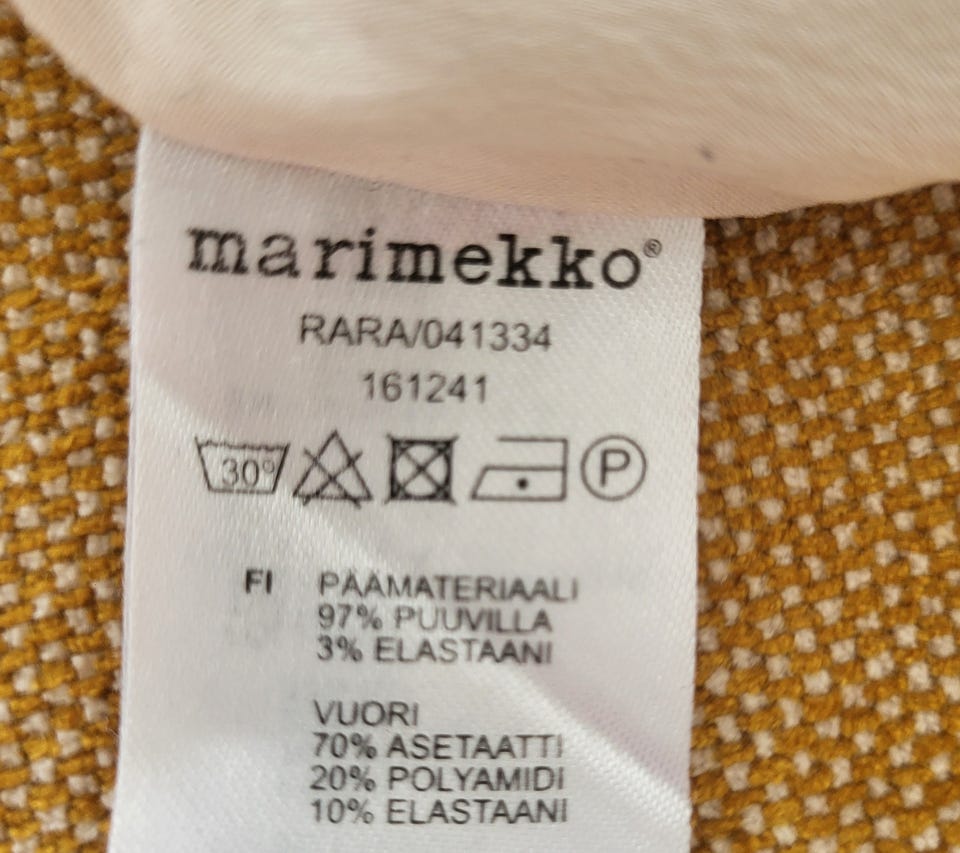 marimekko®
RARA/041334
161241
30° P
FI PÄÄMATERIAALI
97% PUUVILLA
3% ELASTAANI
VUORI
70% ASETAATTI
20% POLYAMIDI
10% ELASTAANI